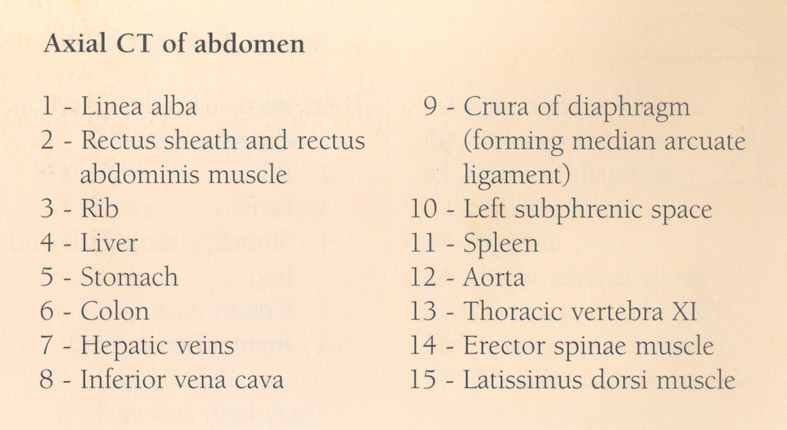 Axial CT of abdomen
1 - Linea alba
2 - Rectus sheath and rectus
abdominis muscle
3 - Rib
4 - Liver
5 - Stomach
6 - Colon
7 - Hepatic veins
8 - Inferior vena cava
9 - Crura of diaphragm
(forming median arcuate
ligament)
10 - Left subphrenic space
11 - Spleen
12 - Aorta
13 - Thoracic vertebra XI
14 - Erector spinae muscle
15 - Latissimus dorsi muscle